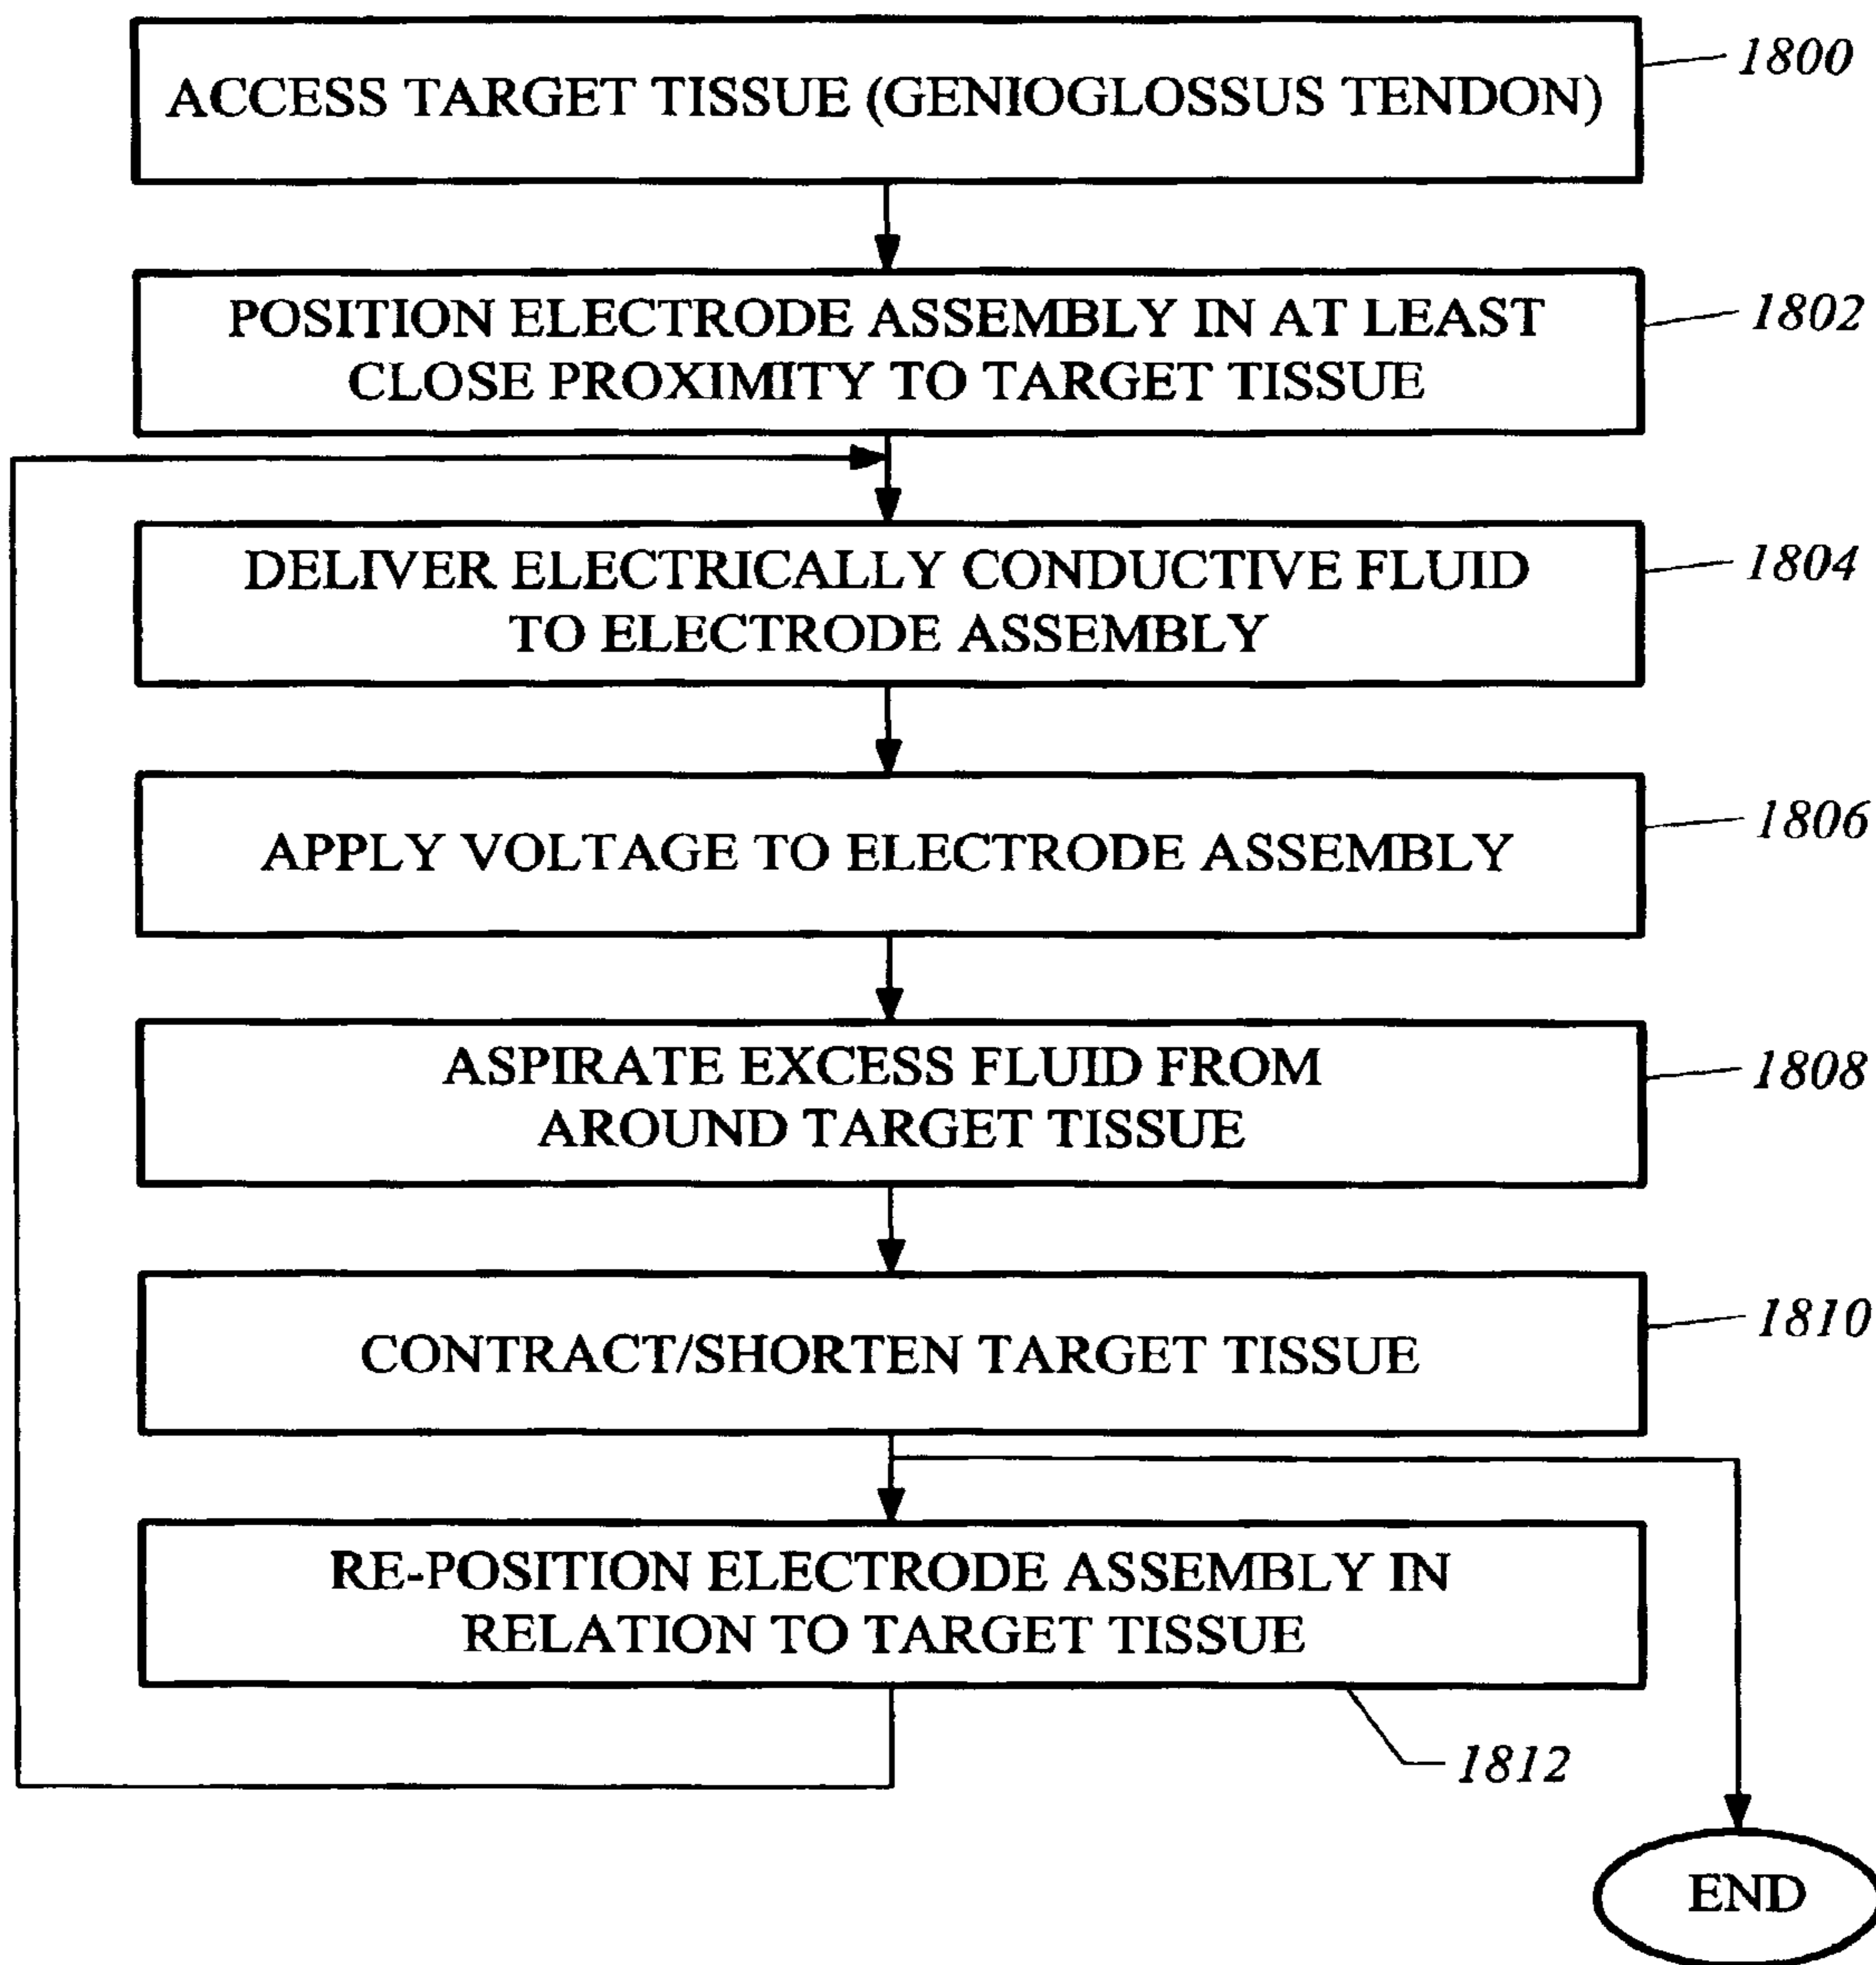 ACCESS TARGET TISSUE (GENIOGLOSSUS TENDON)
1800
POSITION ELECTRODE ASSEMBLY IN AT LEAST
CLOSE PROXIMITY TO TARGET TISSUE
1802
DELIVER ELECTRICALLY CONDUCTIVE FLUID
TO ELECTRODE ASSEMBLY
1804
APPLY VOLTAGE TO ELECTRODE ASSEMBLY
1806
ASPIRATE EXCESS FLUID FROM
AROUND TARGET TISSUE
1808
CONTRACT/SHORTEN TARGET TISSUE
1810
RE-POSITION ELECTRODE ASSEMBLY IN
RELATION TO TARGET TISSUE
1812
END